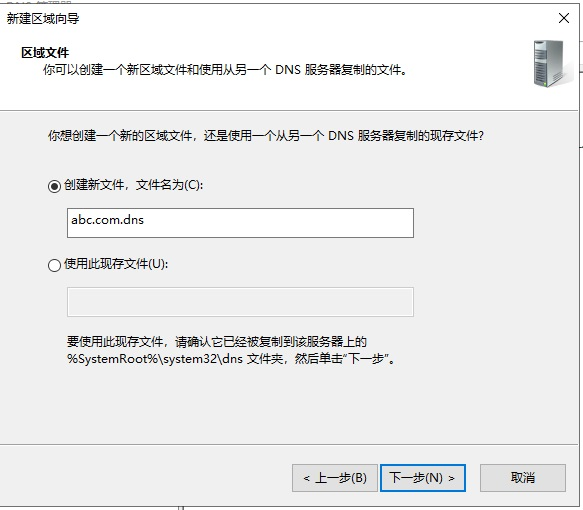 新建区域向导
区域文件
你可以创建一个新区域文件和使用从另一个 DNS 服务器复制的文件。
你想创建一个新的区域文件，还是使用一个从另一个 DNS 服务器复制的现存文件?
创建新文件，文件名为(C):
abc.com.dns
使用此现存文件(U):
要使用此现存文件，请确认它已经被复制到该服务器上的
%SystemRoot%\system32\dns 文件夹，然后单击“下一步”。
< 上一步(B)
下一步(N) >
取消